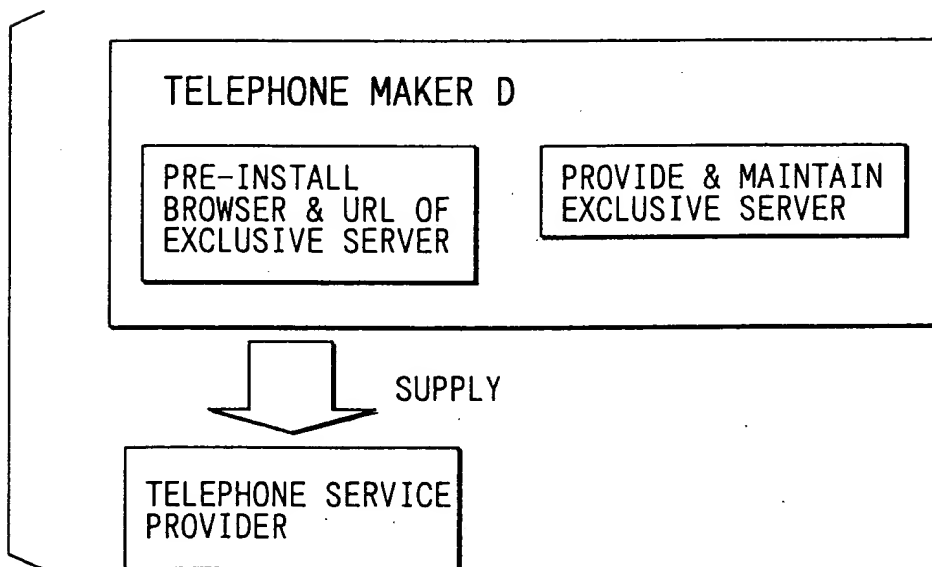 TELEPHONE MAKER D
PRE-INSTALL
BROWSER & URL OF
EXCLUSIVE SERVER
PROVIDE & MAINTAIN
EXCLUSIVE SERVER
SUPPLY
TELEPHONE SERVICE
PROVIDER